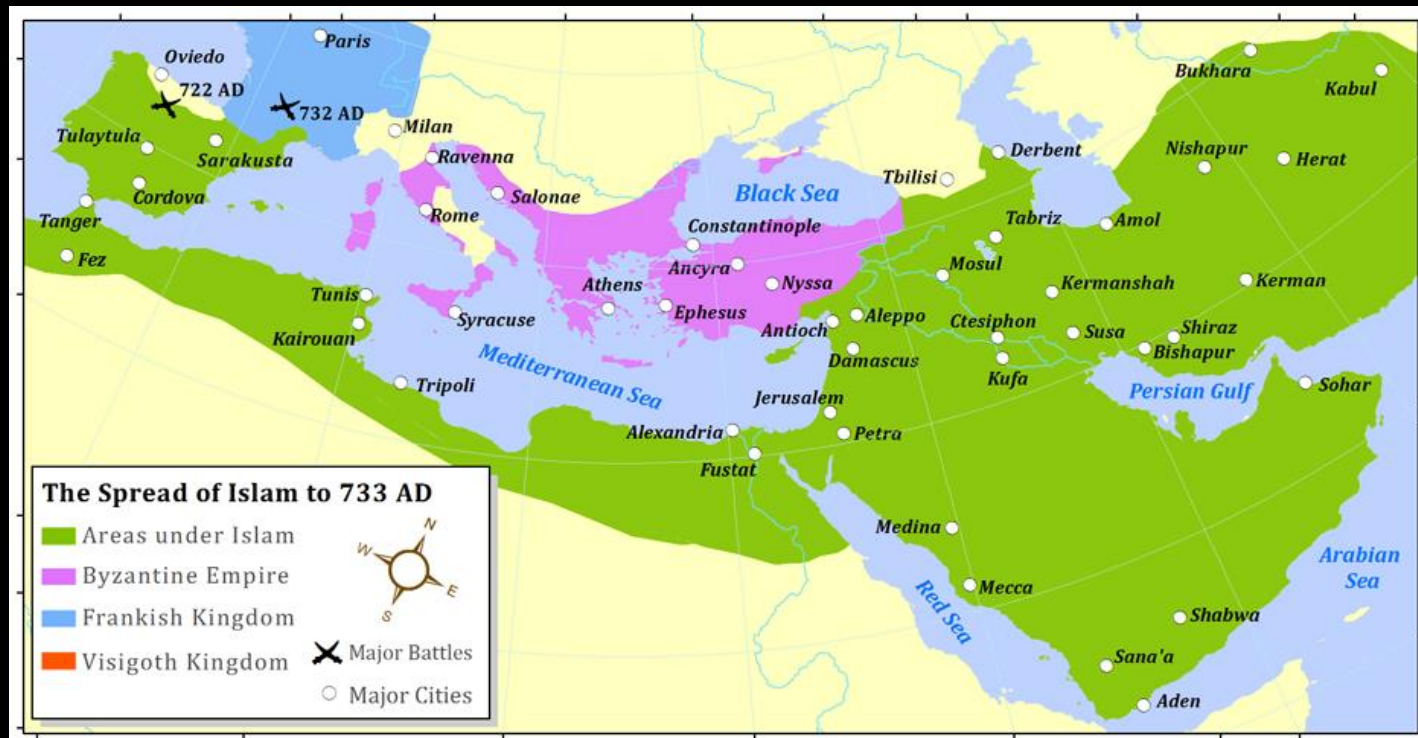 Paris
Oviedo
722 AD
732 AD
Bukhara
Kabul
Milan
Tulaytula
Sarakusta
Ravenna
Derbent
Nishapur
Herat
Tbilisi
Black Sea
Cordova
Salonae
Tanger
Rome
Constantinople
Tabriz
Amol
Fez
Ancyra
Mosul
Nyssa
Athens
Kermanshah
Kerman
Tunis
Ephesus
Syracuse
Aleppo
Antioch
Ctesiphon
Susa
Shiraz
Kairouan
Bishapur
Damascus
Kufa
Mediterranean Sea
Tripoli
Persian Gulf
Sohar
Jerusalem
Alexandria
Petra
Fustat
Medina
Arabian
Sea
Mecca
Red Sea
Shabwa
Sana'a
Aden
The Spread of Islam to 733 AD
Areas under Islam
Byzantine Empire
Frankish Kingdom
Visigoth Kingdom
N
W
E
S
Major Battles
Major Cities